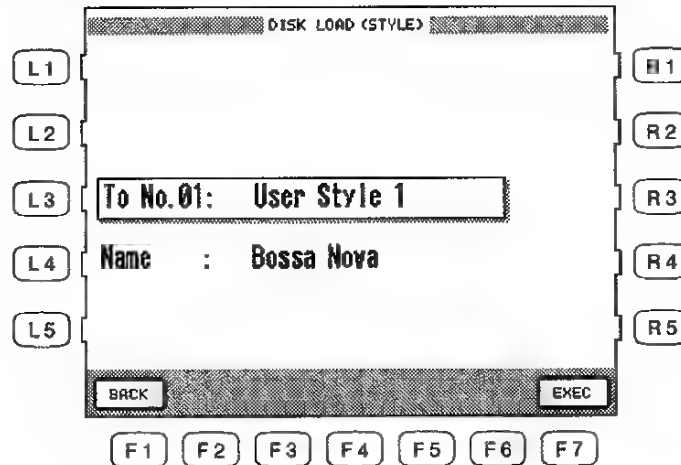 DISK LOAD (STYLE)
L1
R1
L2
R2
L3 To No.01: User Style 1 R3
L4 Name : Bossa Nova R4
L5
R5
BACK EXEC
F1 F2 F3 F4 F5 F6 F7